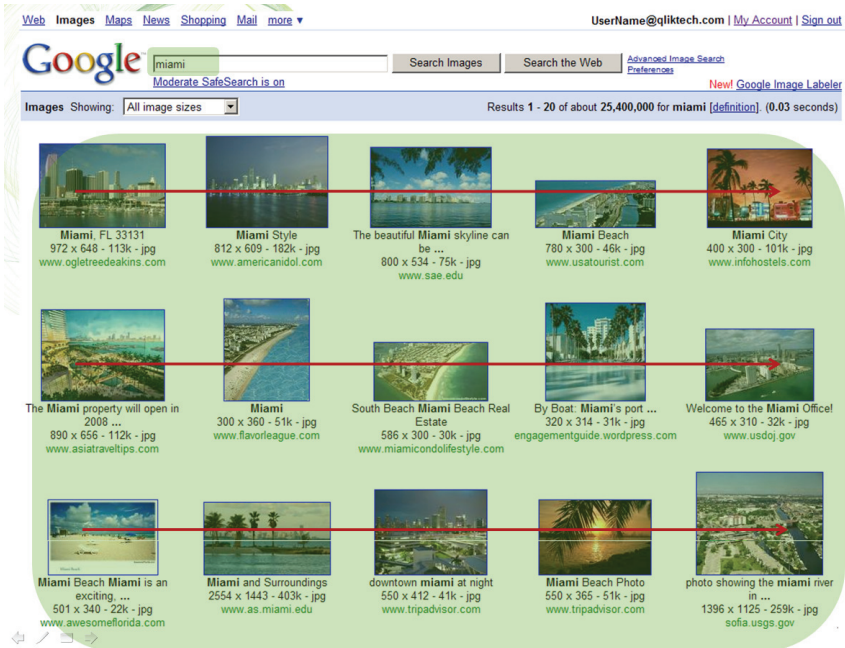 Web Images Maps News Shopping Mail more ▼
UserName@qliktech.com | My Account | Sign out
Google™
miami
Search Images
Search the Web
Advanced Image Search
Preferences
Moderate SafeSearch is on
New! Google Image Labeler
Images Showing: All image sizes
Results 1 - 20 of about 25,400,000 for miami [definition]. (0.03 seconds)
Miami, FL 33131
972 x 648 - 113k - jpg
www.ogletreedeakins.com
Miami Style
812 x 609 - 182k - jpg
www.americanidol.com
The beautiful Miami skyline can
be ...
800 x 534 - 75k - jpg
www.sae.edu
Miami Beach
780 x 300 - 46k - jpg
www.usatourist.com
Miami City
400 x 300 - 101k - jpg
www.infohostels.com
The Miami property will open in
2008 ...
890 x 656 - 112k - jpg
www.asiatraveltips.com
Miami
300 x 360 - 51k - jpg
www.flavorleague.com
South Beach Miami Beach Real
Estate
586 x 300 - 30k - jpg
www.miamicondolifestyle.com
By Boat: Miami's port ...
320 x 314 - 31k - jpg
engagementguide.wordpress.com
Welcome to the Miami Office!
465 x 310 - 32k - jpg
www.usdoj.gov
Miami Beach Miami is an
exciting, ...
501 x 340 - 22k - jpg
www.awesomeflorida.com
Miami and Surroundings
2554 x 1443 - 403k - jpg
www.as.miami.edu
downtown miami at night
550 x 412 - 41k - jpg
www.tripadvisor.com
Miami Beach Photo
550 x 365 - 51k - jpg
www.tripadvisor.com
photo showing the miami river
in ...
1396 x 1125 - 259k - jpg
sofia.usgs.gov